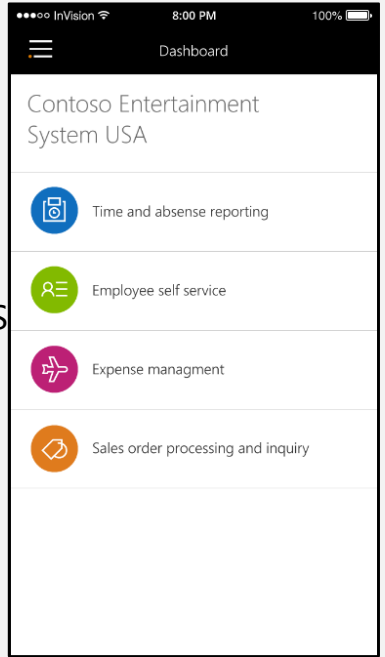 InVision 8:00 PM 100%
Dashboard
Contoso Entertainment
System USA
Time and absense reporting
Employee self service
S
Expense managment
Sales order processing and inquiry